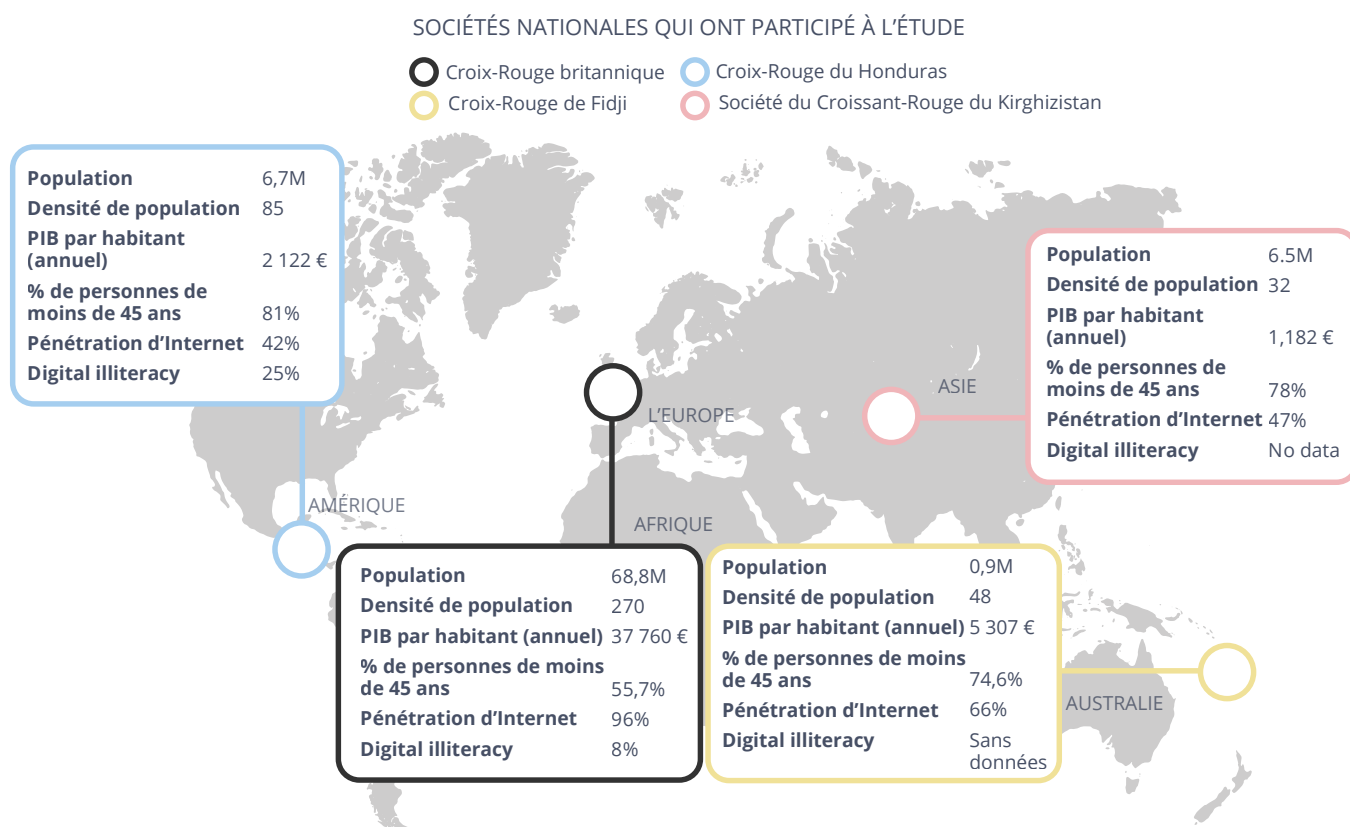 SOCIÉTÉS NATIONALES QUI ONT PARTICIPÉ À L’ÉTUDE
Croix-Rouge britannique
Croix-Rouge du Honduras
Croix-Rouge de Fidji
Société du Croissant-Rouge du Kirghizistan
Population 6,7M
Densité de population 85
PIB par habitant
(annuel) 2 122 €
% de personnes de
moins de 45 ans 81%
Pénétration d’Internet 42%
Digital illiteracy 25%
Population 6.5M
Densité de population 32
PIB par habitant
(annuel) 1,182 €
% de personnes de
moins de 45 ans 78%
Pénétration d’Internet 47%
Digital illiteracy No data
ASIE
L’EUROPE
AMÉRIQUE
AFRIQUE
Population 68,8M
Densité de population 270
PIB par habitant (annuel) 37 760 €
% de personnes de moins
de 45 ans 55,7%
Pénétration d’Internet 96%
Digital illiteracy 8%
Population 0,9M
Densité de population 48
PIB par habitant (annuel) 5 307 €
% de personnes de moins
de 45 ans 74,6%
Pénétration d’Internet 66%
Digital illiteracy Sans
données
AUSTRALIE